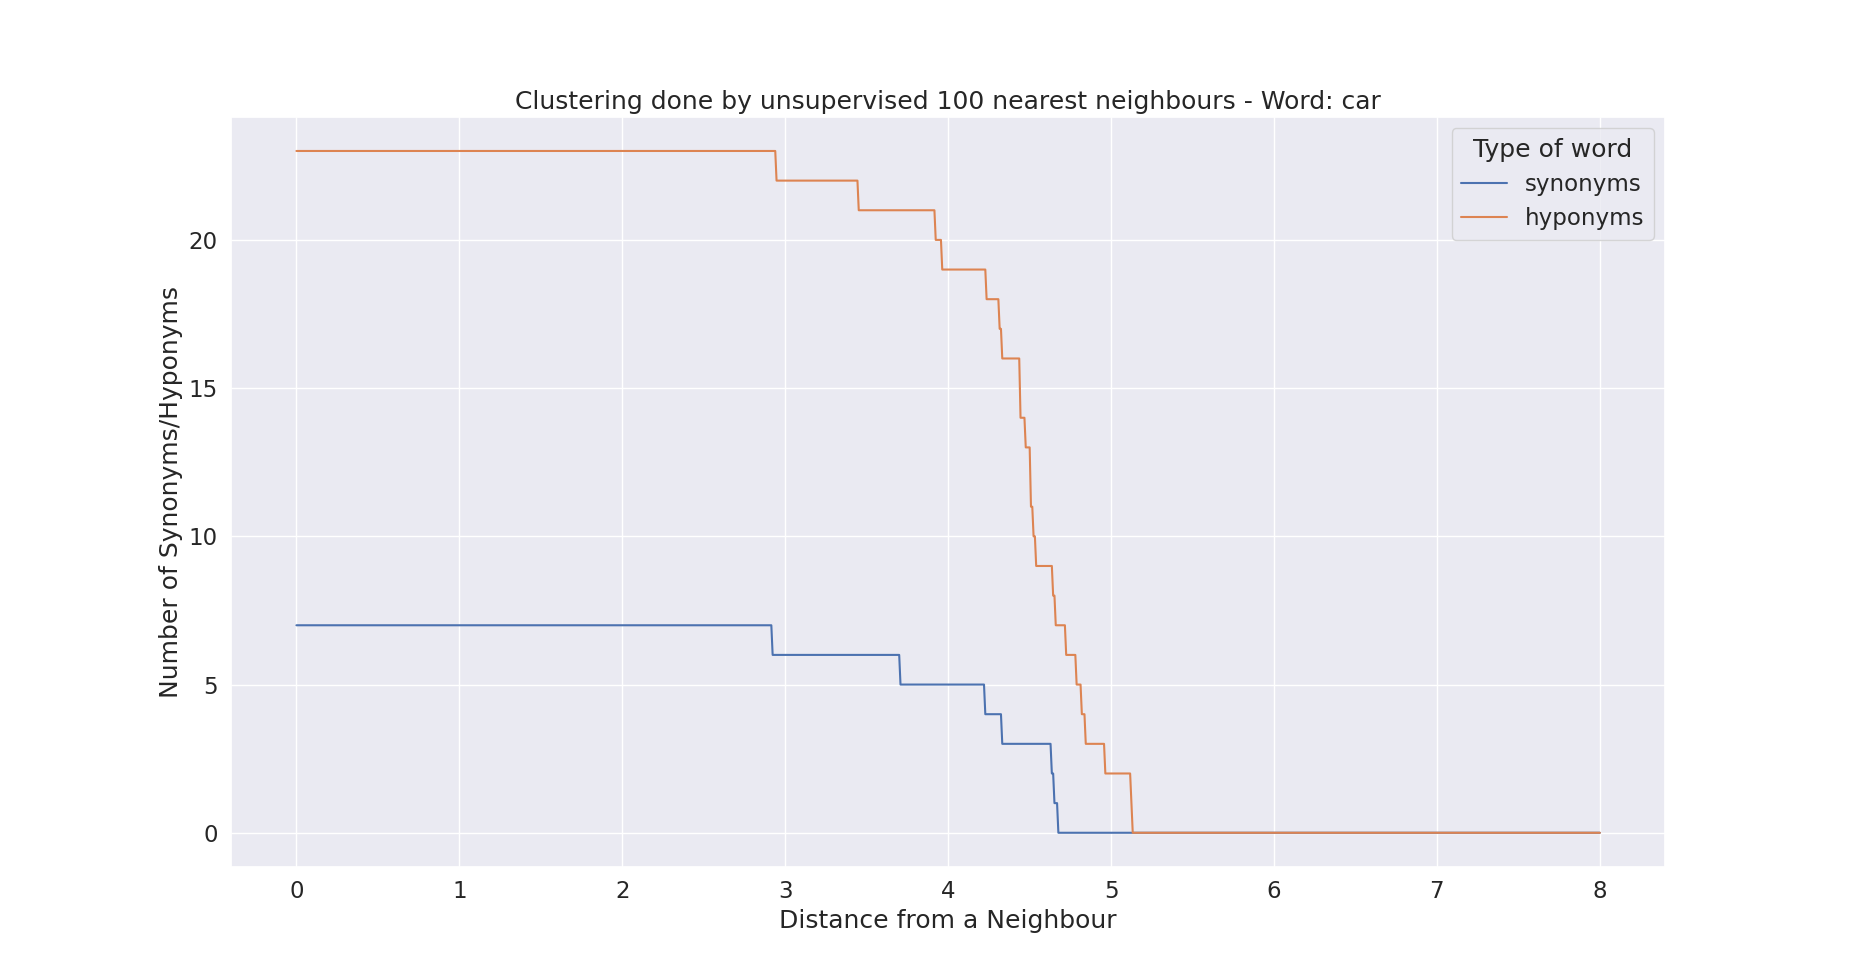 Clustering done by unsupervised 100 nearest neighbours - Word: car
Type of word
synonyms
hyponyms
Number of Synonyms/Hyponyms
20
15
10
5
0
0 1 2 3 4 5 6 7 8
Distance from a Neighbour